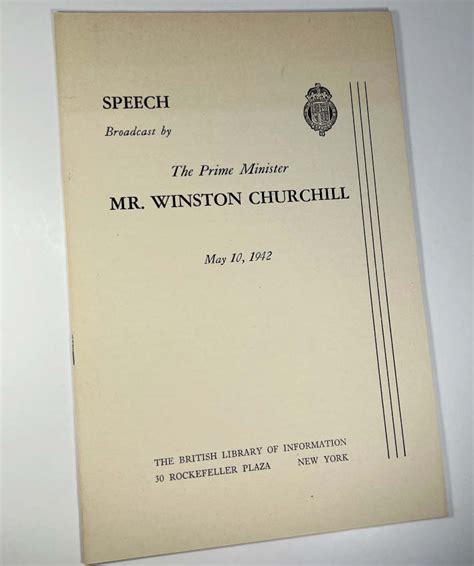 SPEECH
Broadcast by
The Prime Minister
MR. WINSTON CHURCHILL
May 10, 1942
THE BRITISH LIBRARY OF INFORMATION
30 ROCKEFELLER PLAZA NEW YORK